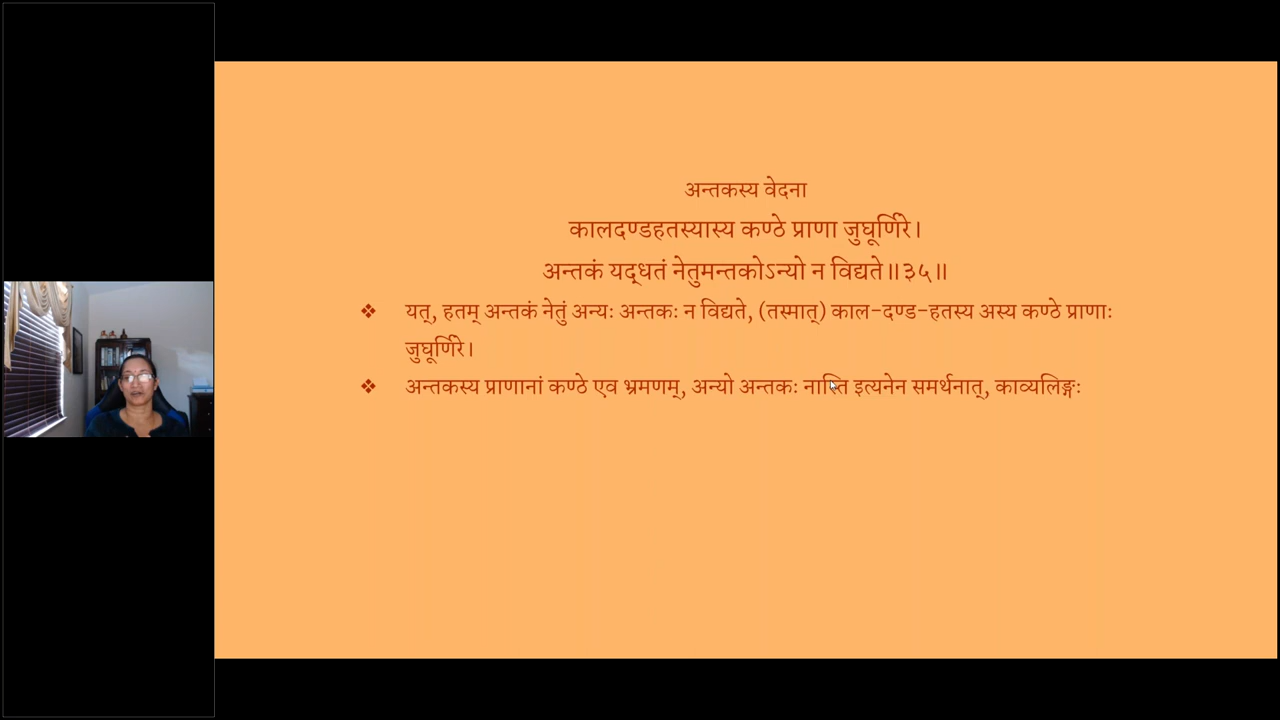 अन्तकस्य वेदना
कालदण्डहतस्यास्य कण्ठे प्राणा जुघूर्णिरे।
अन्तकं यद्धतं नेतुमन्तकोऽन्यो न विद्यते॥३५॥
❖ यत्, हतम् अन्तकं नेतुं अन्यः अन्तकः न विद्यते, (तस्मात्) काल-दण्ड-हतस्य अस्य कण्ठे प्राणाः
जुघूर्णिरे।
❖ अन्तकस्य प्राणानां कण्ठे एव भ्रमणम्, अन्यो अन्तकः नास्ति इत्यनेन समर्थनात्, काव्यलिङ्गः